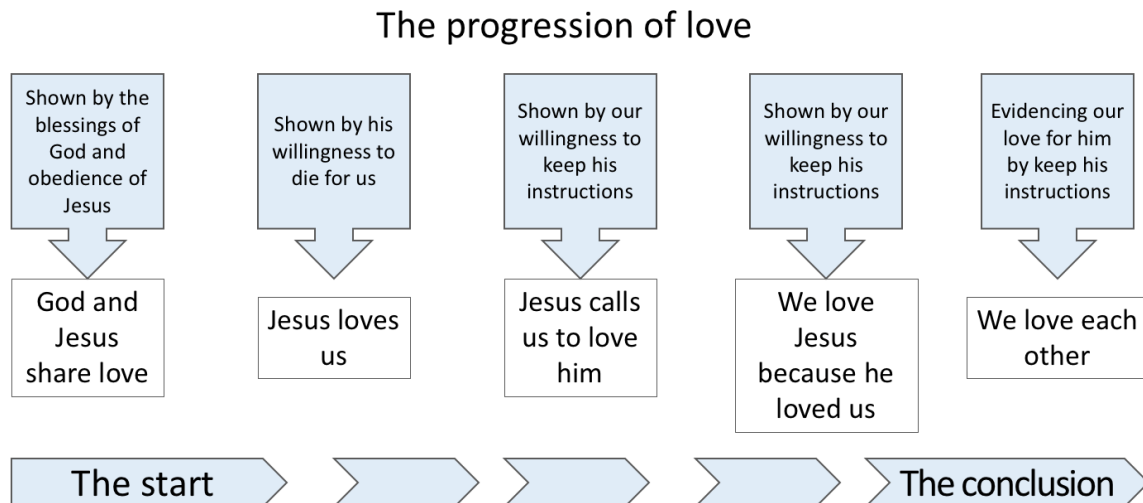 The progression of love
Shown by the
blessings of
God and
obedience of
Jesus
Shown by his
willingness to
die for us
Shown by our
willingness to
keep his
instructions
Shown by our
willingness to
keep his
instructions
Evidencing our
love for him
by keep his
instructions
God and
Jesus
share love
Jesus loves
us
Jesus calls
us to love
him
We love
Jesus
because he
loved us
We love each
other
The start
The conclusion